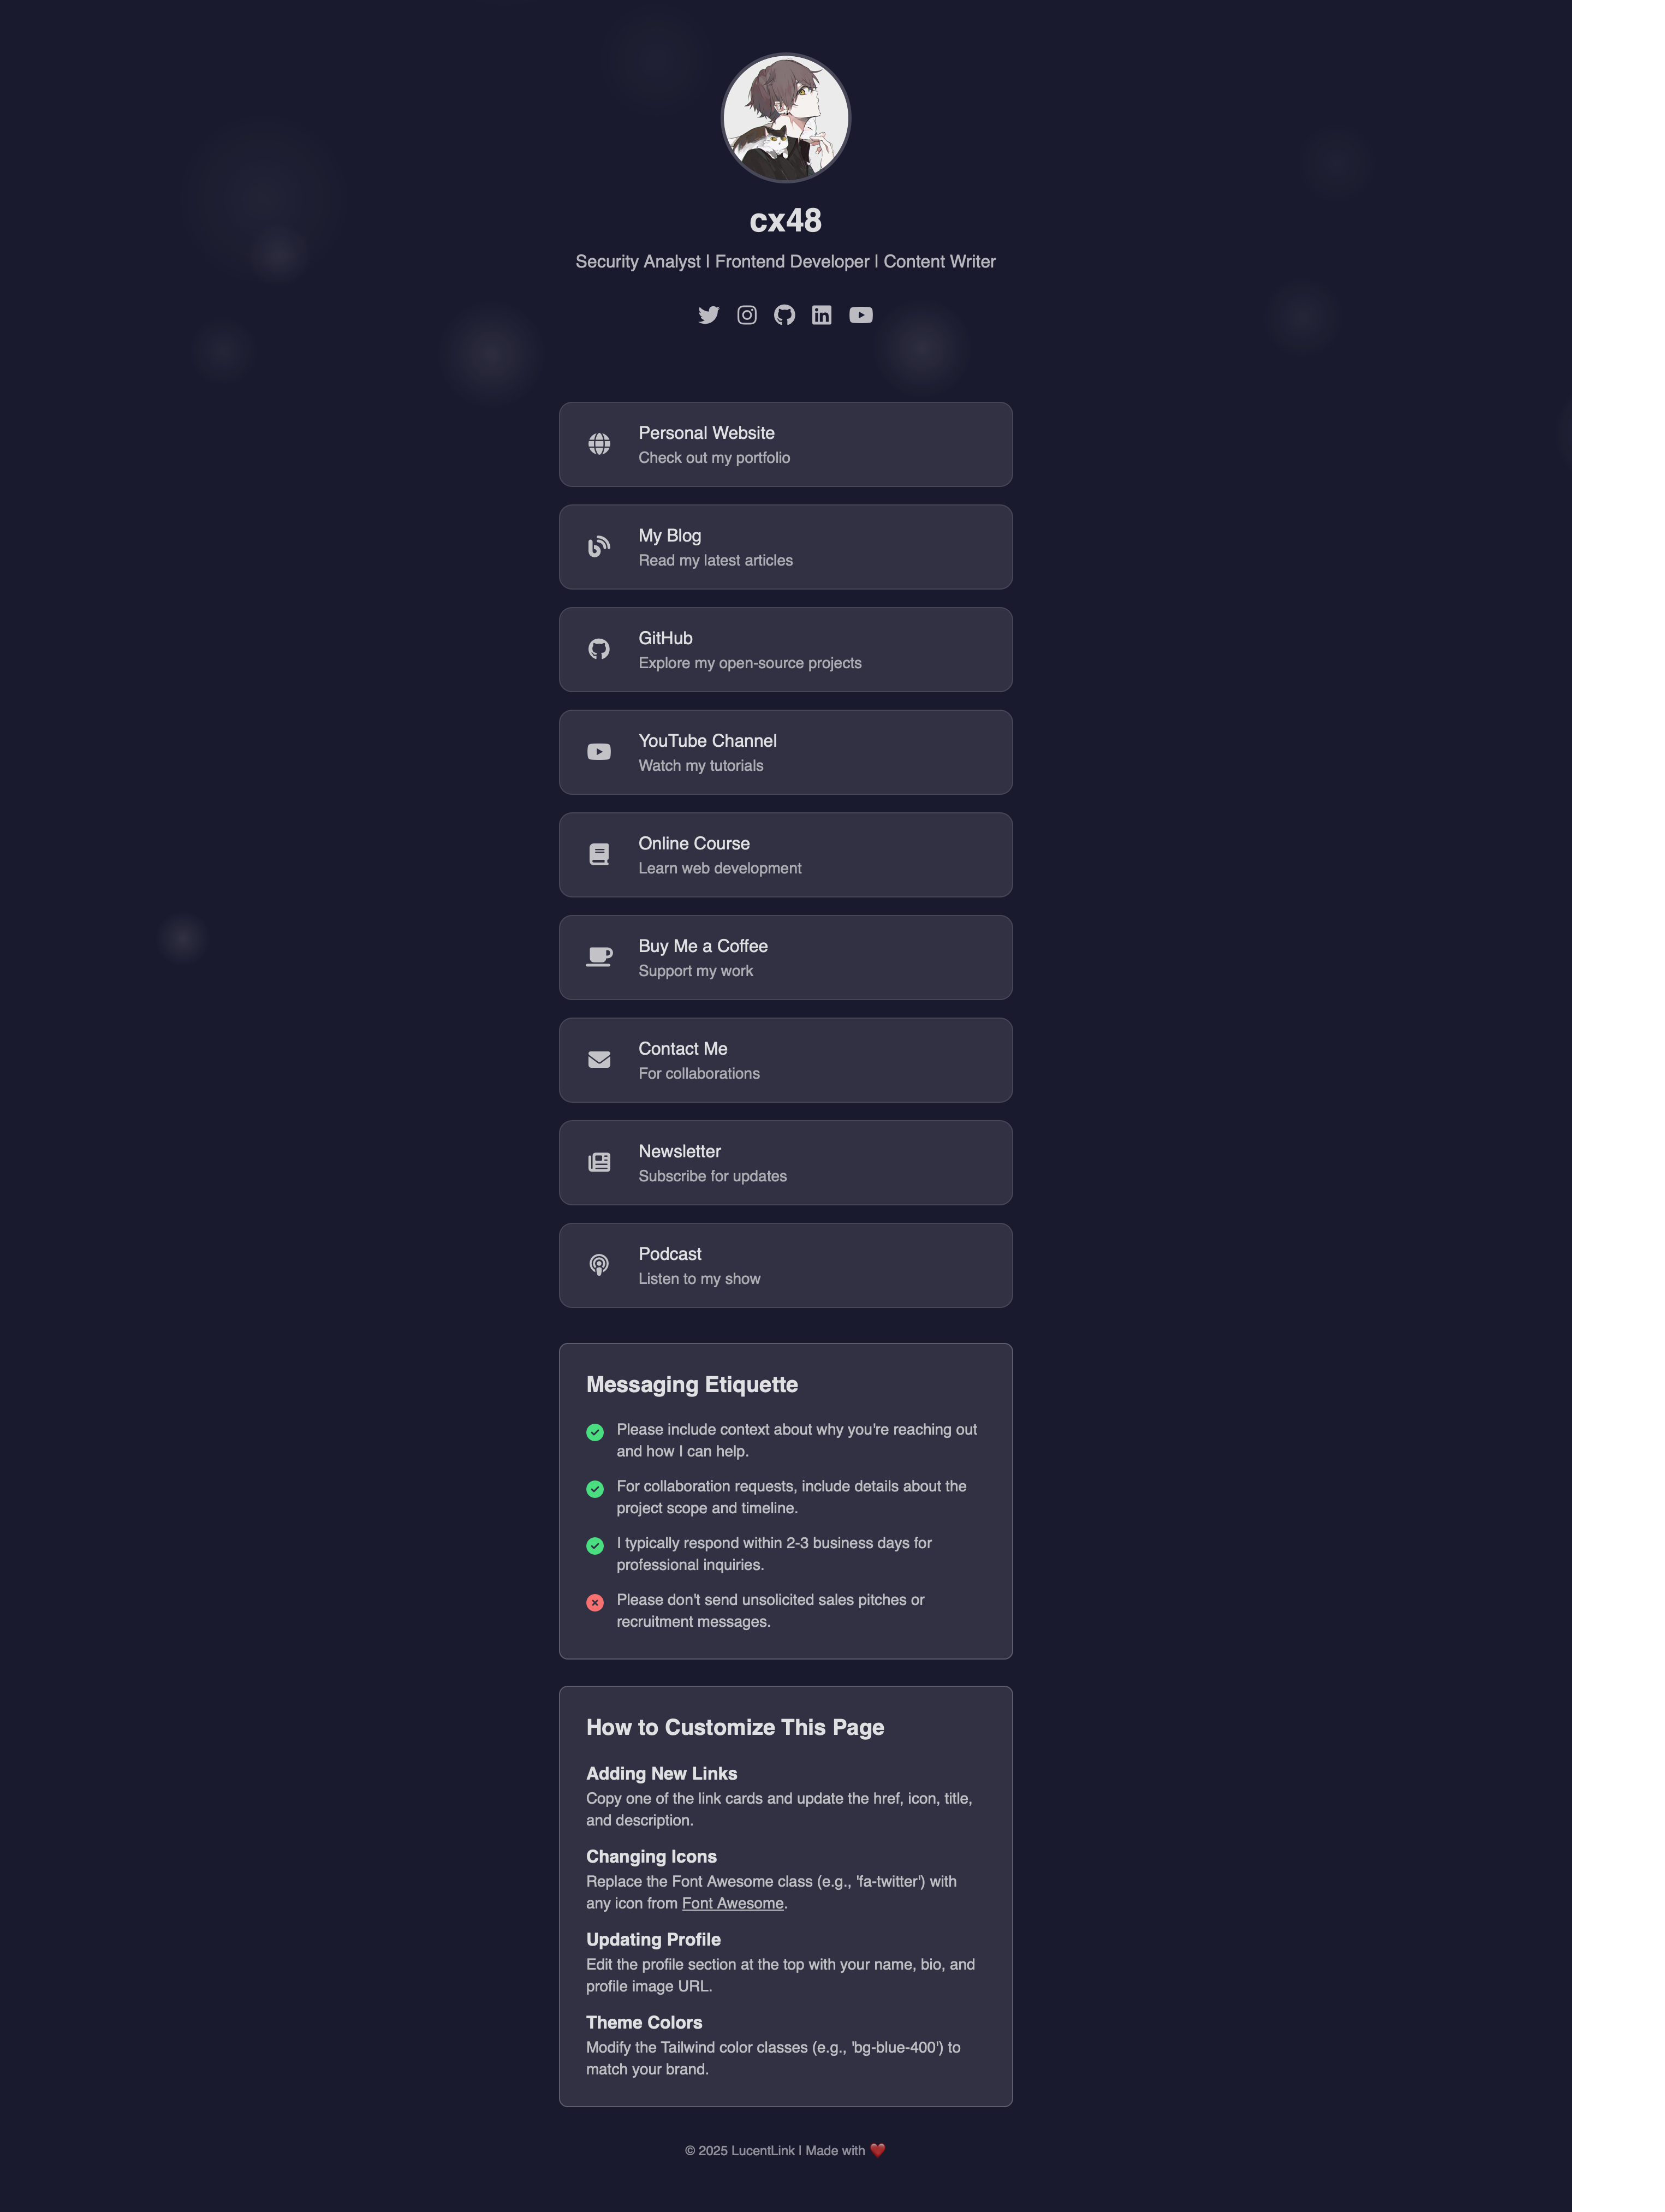 cx48
Security Analyst | Frontend Developer | Content Writer
Personal Website
Check out my portfolio
My Blog
Read my latest articles
GitHub
Explore my open-source projects
YouTube Channel
Watch my tutorials
Online Course
Learn web development
Buy Me a Coffee
Support my work
Contact Me
For collaborations
Newsletter
Subscribe for updates
Podcast
Listen to my show
Messaging Etiquette
Please include context about why you're reaching out
and how I can help.
For collaboration requests, include details about the
project scope and timeline.
I typically respond within 2-3 business days for
professional inquiries.
Please don't send unsolicited sales pitches or
recruitment messages.
How to Customize This Page
Adding New Links
Copy one of the link cards and update the href, icon, title,
and description.
Changing Icons
Replace the Font Awesome class (e.g., 'fa-twitter') with
any icon from Font Awesome.
Updating Profile
Edit the profile section at the top with your name, bio, and
profile image URL.
Theme Colors
Modify the Tailwind color classes (e.g., 'bg-blue-400') to
match your brand.
© 2025 LucentLink | Made with ❤️